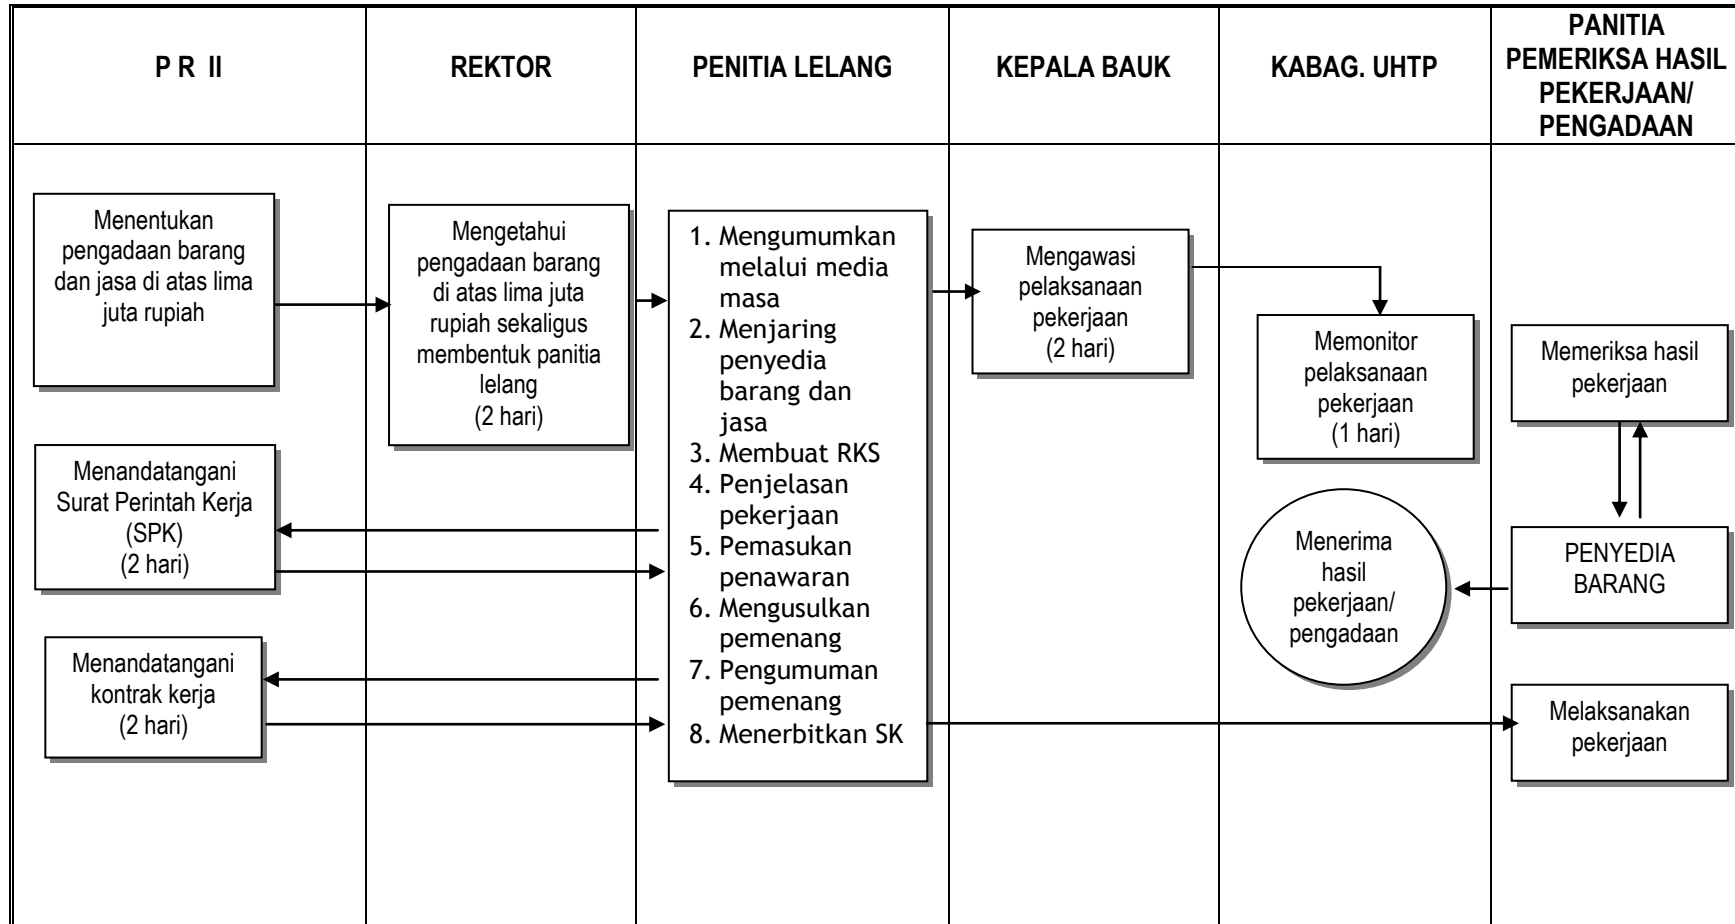 P R II
REKTOR
PENITIA LELANG
KEPALA BAUK
KABAG. UHTP
PANITIA
PEMERIKSA HASIL
PEKERJAAN/
PENGADAAN
Menentukan
pengadaan barang
dan jasa di atas lima
juta rupiah
Mengetahui
pengadaan barang
di atas lima juta
rupiah sekaligus
membentuk panitia
lelang
(2 hari)
1. Mengumumkan
melalui media
masa
2. Menjaring
penyedia
barang dan
jasa
3. Membuat RKS
4. Penjelasan
pekerjaan
5. Pemasukan
penawaran
6. Mengusulkan
pemenang
7. Pengumuman
pemenang
8. Menerbitkan SK
Mengawasi
pelaksanaan
pekerjaan
(2 hari)
Memonitor
pelaksanaan
pekerjaan
(1 hari)
Memeriksa hasil
pekerjaan
Menandatangani
Surat Perintah Kerja
(SPK)
(2 hari)
Menerima
hasil
pekerjaan/
pengadaan
PENYEDIA
BARANG
Menandatangani
kontrak kerja
(2 hari)
Melaksanakan
pekerjaan